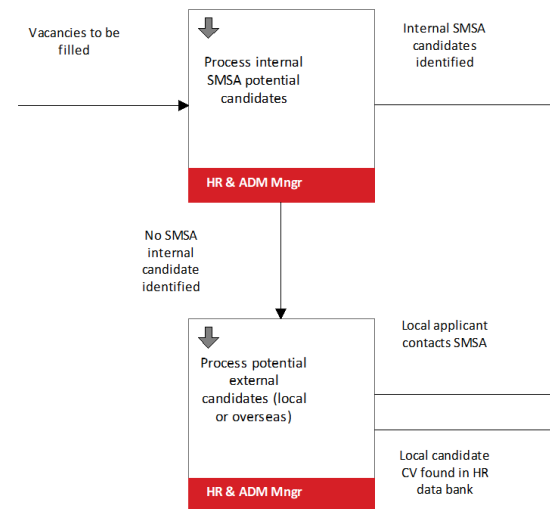 Vacancies to be
filled
Process internal
SMSA potential
candidates
HR & ADM Mngr
Internal SMSA
candidates
identified
No SMSA
internal
candidate
identified
Process potential
external
candidates (local
or overseas)
HR & ADM Mngr
Local applicant
contacts SMSA
Local candidate
CV found in HR
data bank